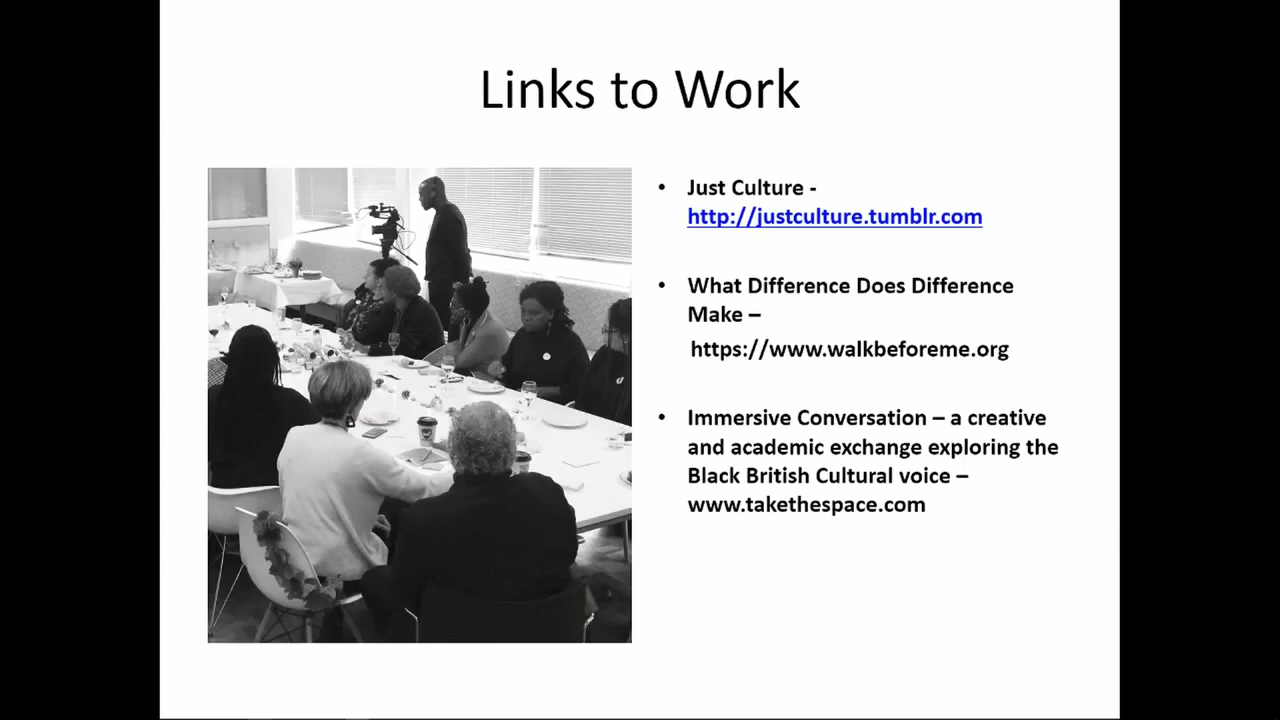 Links to Work
• Just Culture -
http://justculture.tumblr.com
• What Difference Does Difference
Make –
https://www.walkbeforeme.org
• Immersive Conversation – a creative
and academic exchange exploring the
Black British Cultural voice –
www.takethespace.com